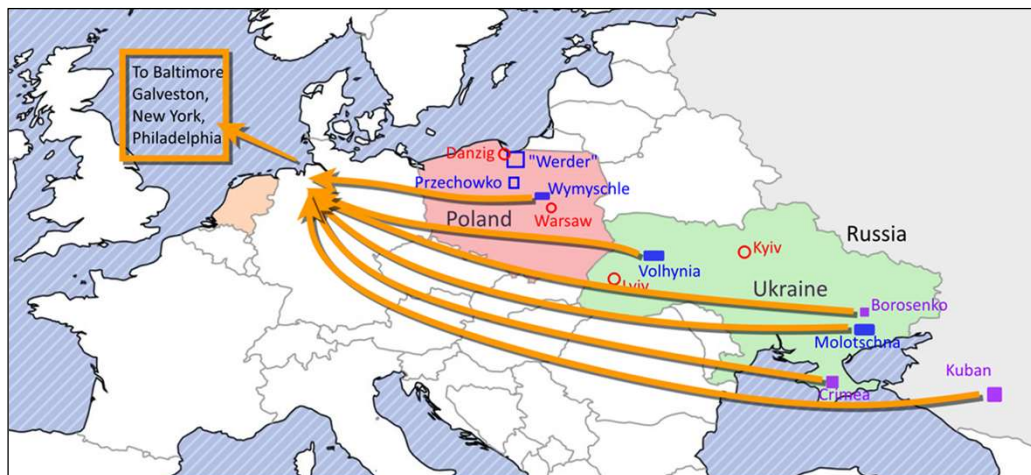 To Baltimore
Galveston,
New York,
Philadelphia
Danzig
"Werder"
Przechowko
Wymyschle
Poland
Warsaw
Russia
Kyiv
Volhynia
Lviv
Ukraine
Borosenko
Molotschna
Kuban
Crimea